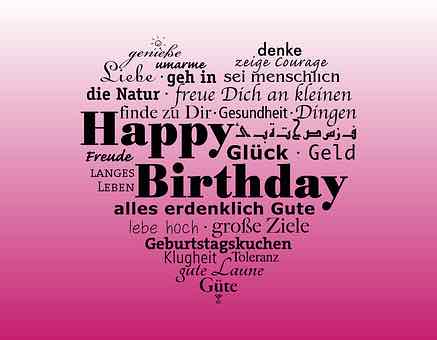 genieße
denke
umarme
zeige Courage
Liebe · geh in sei menschlich
die Natur · freue Dich an kleinen
finde zu Dir · Gesundheit · Dingen
Happy
Freude
Glück · Geld
LANGES
LEBEN
Birthday
alles erdenklich Gute
lebe hoch · große Ziele
Geburtstagskuchen
Klugheit · Toleranz
gute Laune
Güte